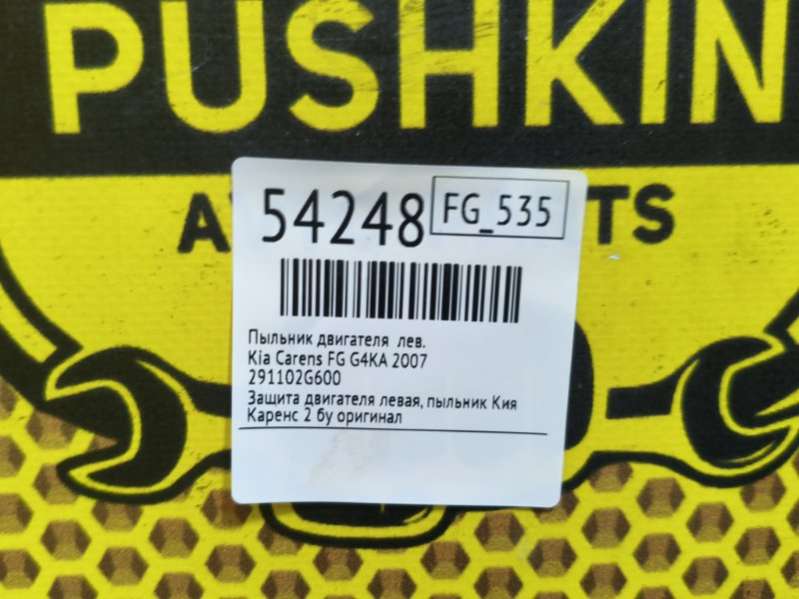 PUSHKIN
54248
FG_535
Пыльник двигателя лев.
Kia Carens FG G4KA 2007
291102G600
Защита двигателя левая, пыльник Кия
Каренс 2 бу оригинал